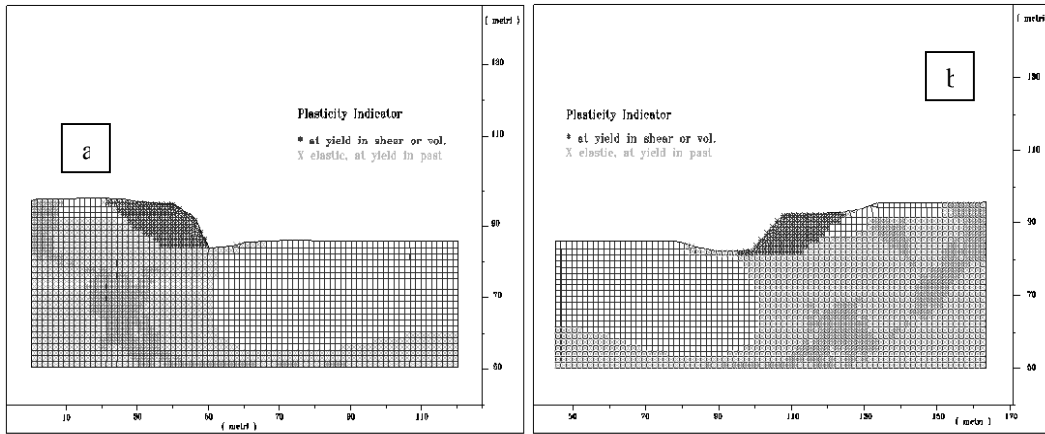 ( metri )
130
a
Plasticity Indicator
* at yield in shear or vol.
X elastic, at yield in past
110
90
70
50
10 30 50 70 90 110
( metri )
( metri )
130
b
Plasticity Indicator
* at yield in shear or vol.
X elastic, at yield in past
110
90
70
50
50 70 90 110 130 150 170
( metri )